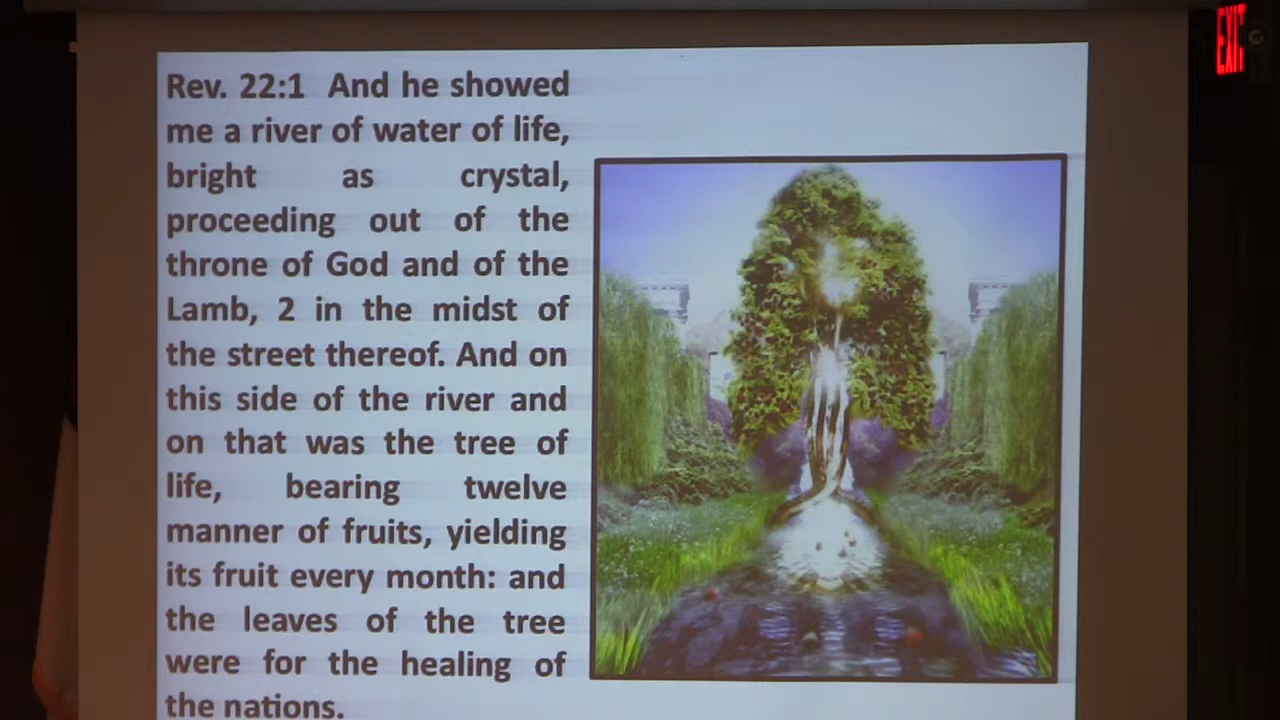 Rev. 22:1 And he showed
me a river of water of life,
bright as crystal,
proceeding out of the
throne of God and of the
Lamb, 2 in the midst of
the street thereof. And on
this side of the river and
on that was the tree of
life, bearing twelve
manner of fruits, yielding
its fruit every month: and
the leaves of the tree
were for the healing of
the nations.
EXIT